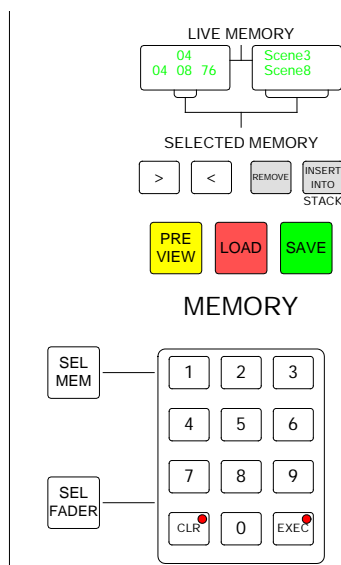 LIVE MEMORY
04
04 08 76
Scene3
Scene8
SELECTED MEMORY
>
<
REMOVE
INSERT
INTO
STACK
PRE
VIEW
LOAD
SAVE
MEMORY
SEL
MEM
1 2 3
4 5 6
7 8 9
SEL
FADER
CLR 0 EXEC